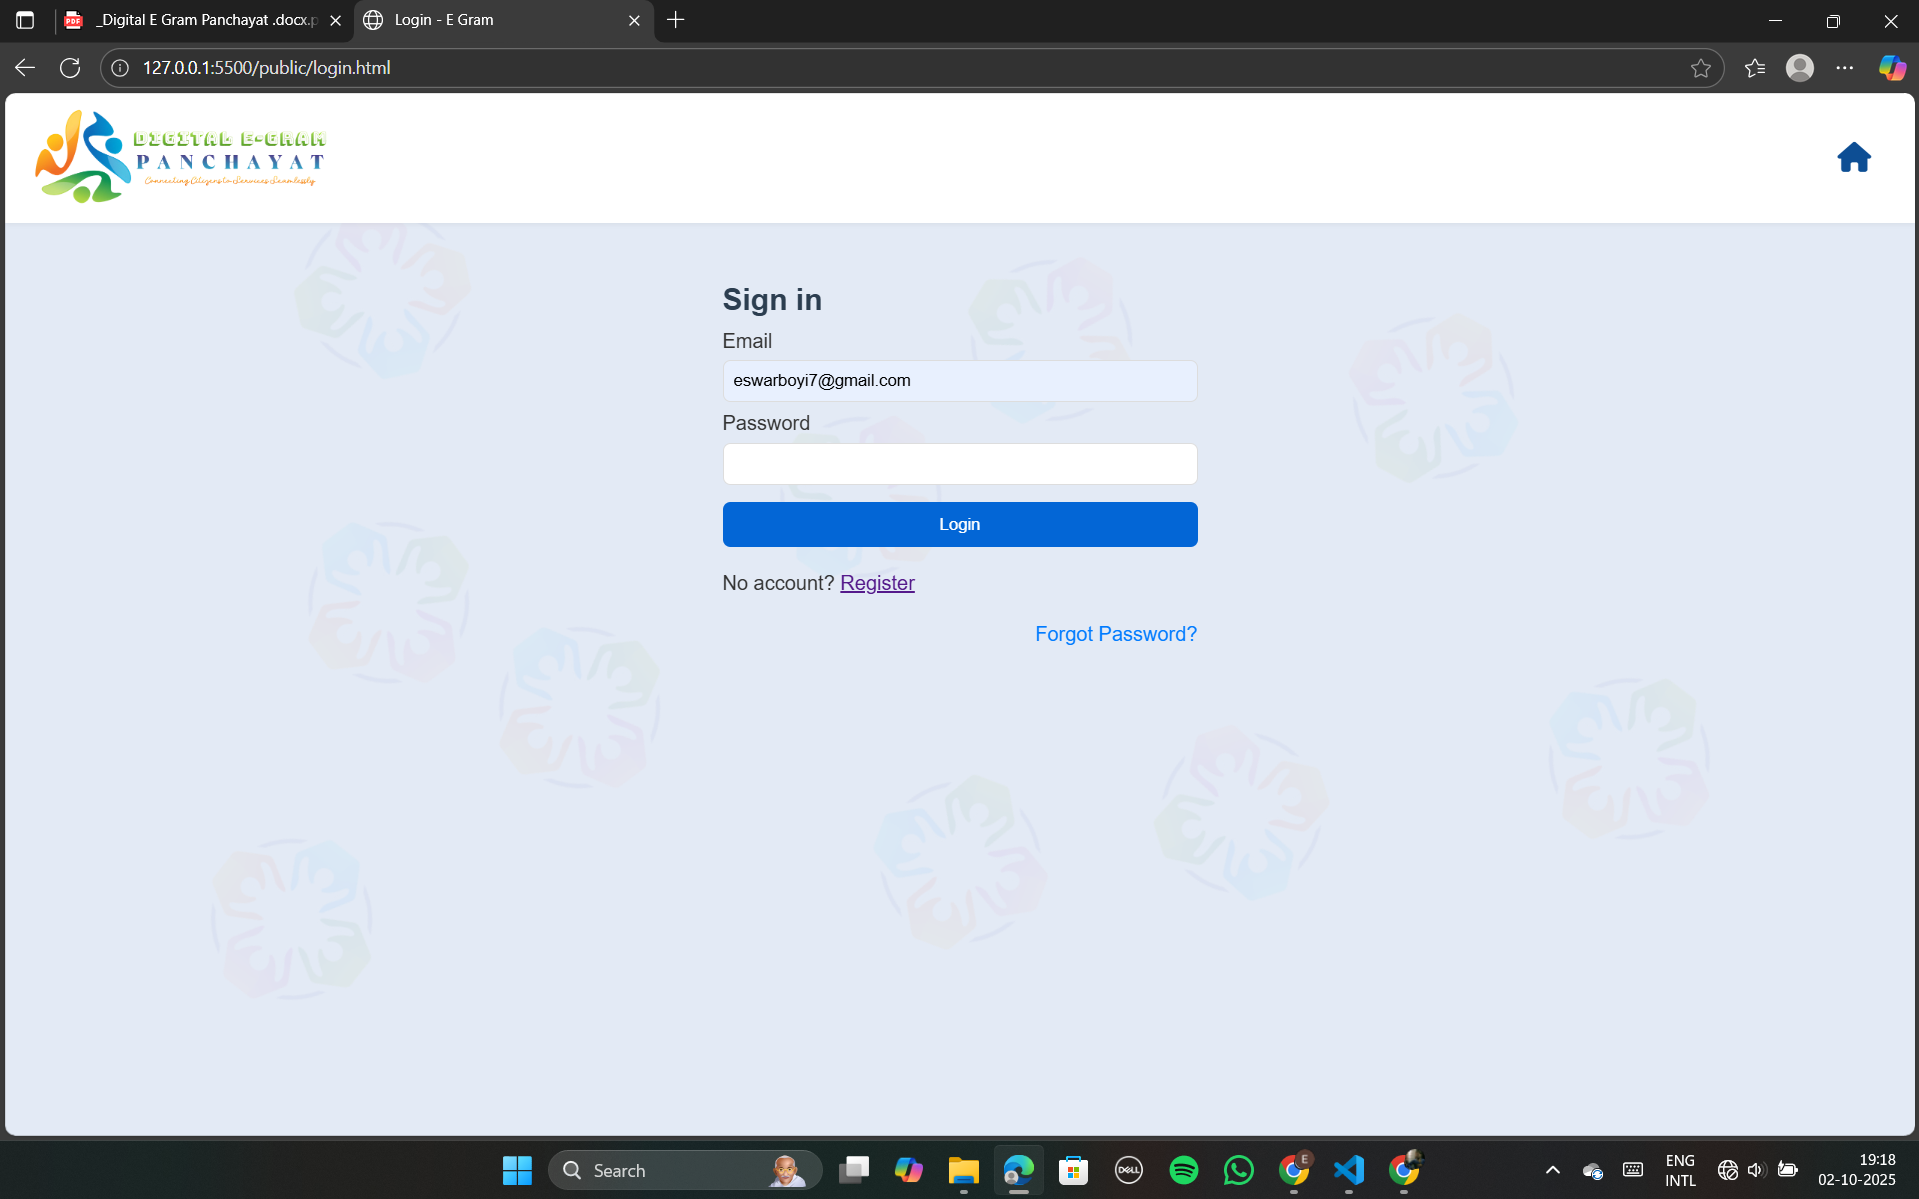 _Digital E Gram Panchayat .docx.p
Login - E Gram
127.0.0.1:5500/public/login.html
DIGITAL E-GRAM
PANCHAYAT
Connecting Citizens to Services Seamlessly
Sign in
Email
eswarboyi7@gmail.com
Password
Login
No account? Register
Forgot Password?
Search
DELL
E
ENG
INTL
19:18
02-10-2025